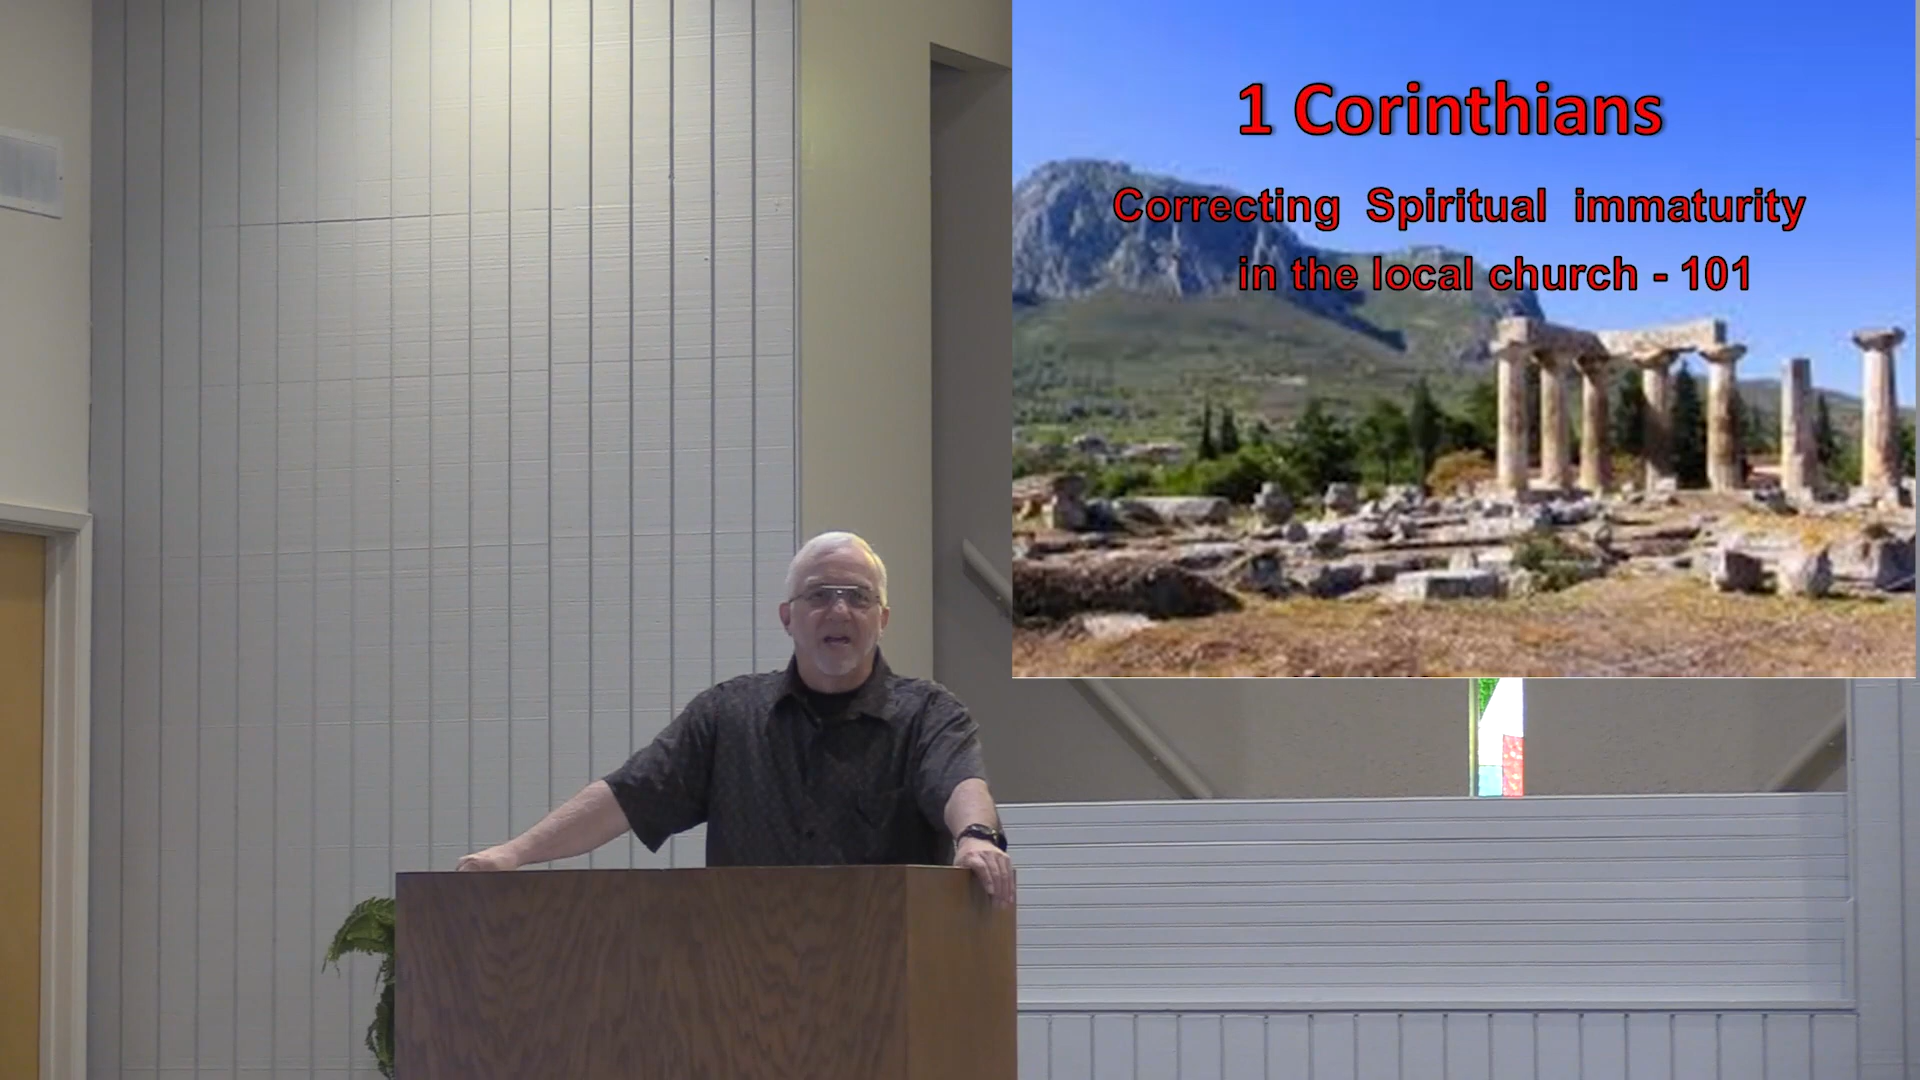 1 Corinthians
Correcting Spiritual immaturity
in the local church - 101